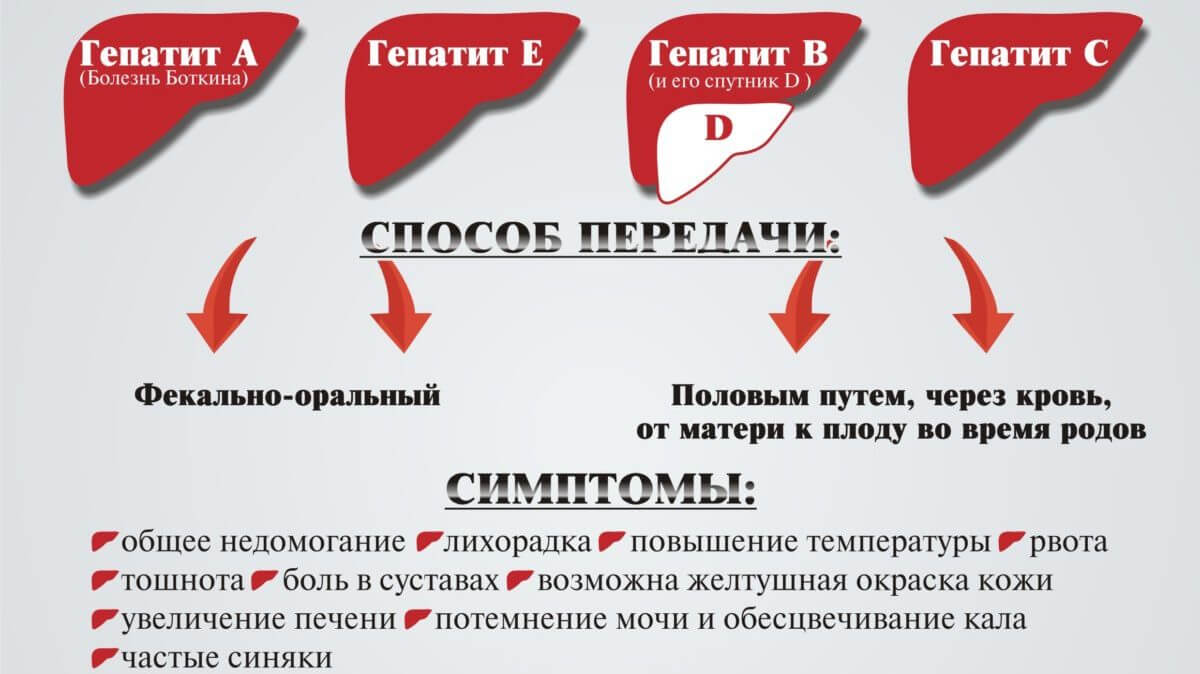 Гепатит А
(Болезнь Боткина)
Гепатит Е
Гепатит В
(и его спутник D )
D
Гепатит С
СПОСОБ ПЕРЕДАЧИ:
Фекально-оральный
Половым путем, через кровь,
от матери к плоду во время родов
СИМПТОМЫ:
общее недомогание лихорадка повышение температуры рвота
тошнота боль в суставах возможна желтушная окраска кожи
увеличение печени потемнение мочи и обесцвечивание кала
частые синяки